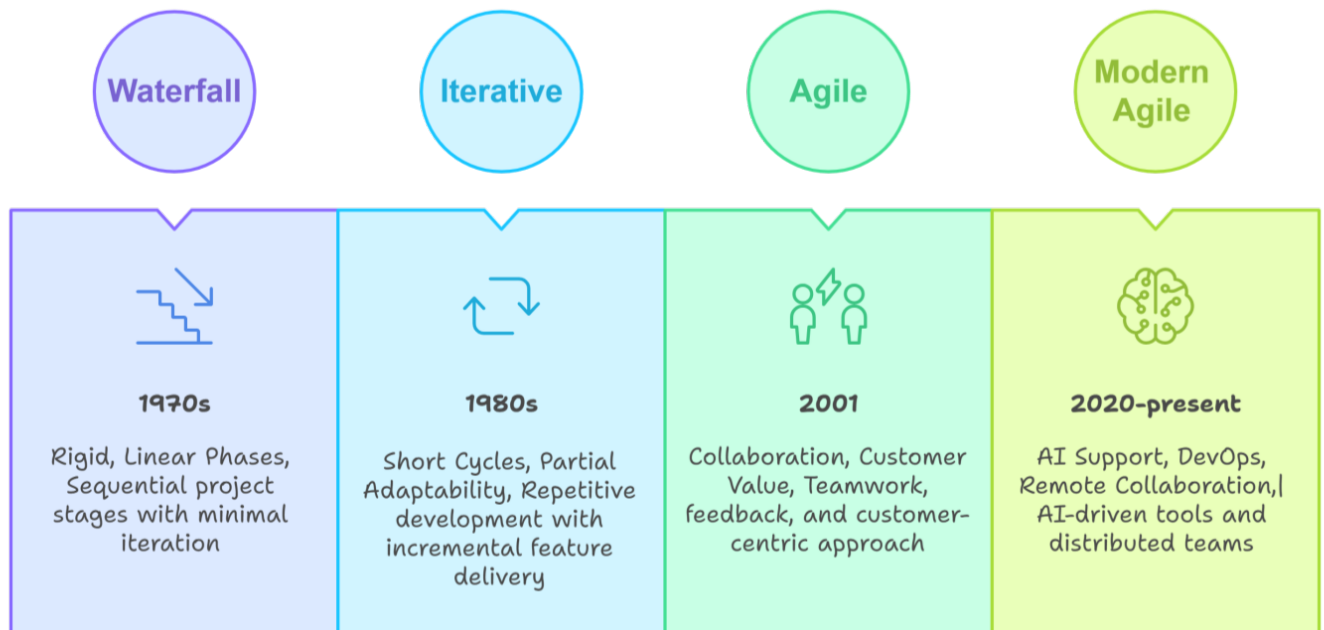 Waterfall
Iterative
Agile
Modern
Agile
1970s
Rigid, Linear Phases,
Sequential project
stages with minimal
iteration
1980s
Short Cycles, Partial
Adaptability, Repetitive
development with
incremental feature
delivery
2001
Collaboration, Customer
Value, Teamwork,
feedback, and customer-
centric approach
2020-present
AI Support, DevOps,
Remote Collaboration,|
AI-driven tools and
distributed teams